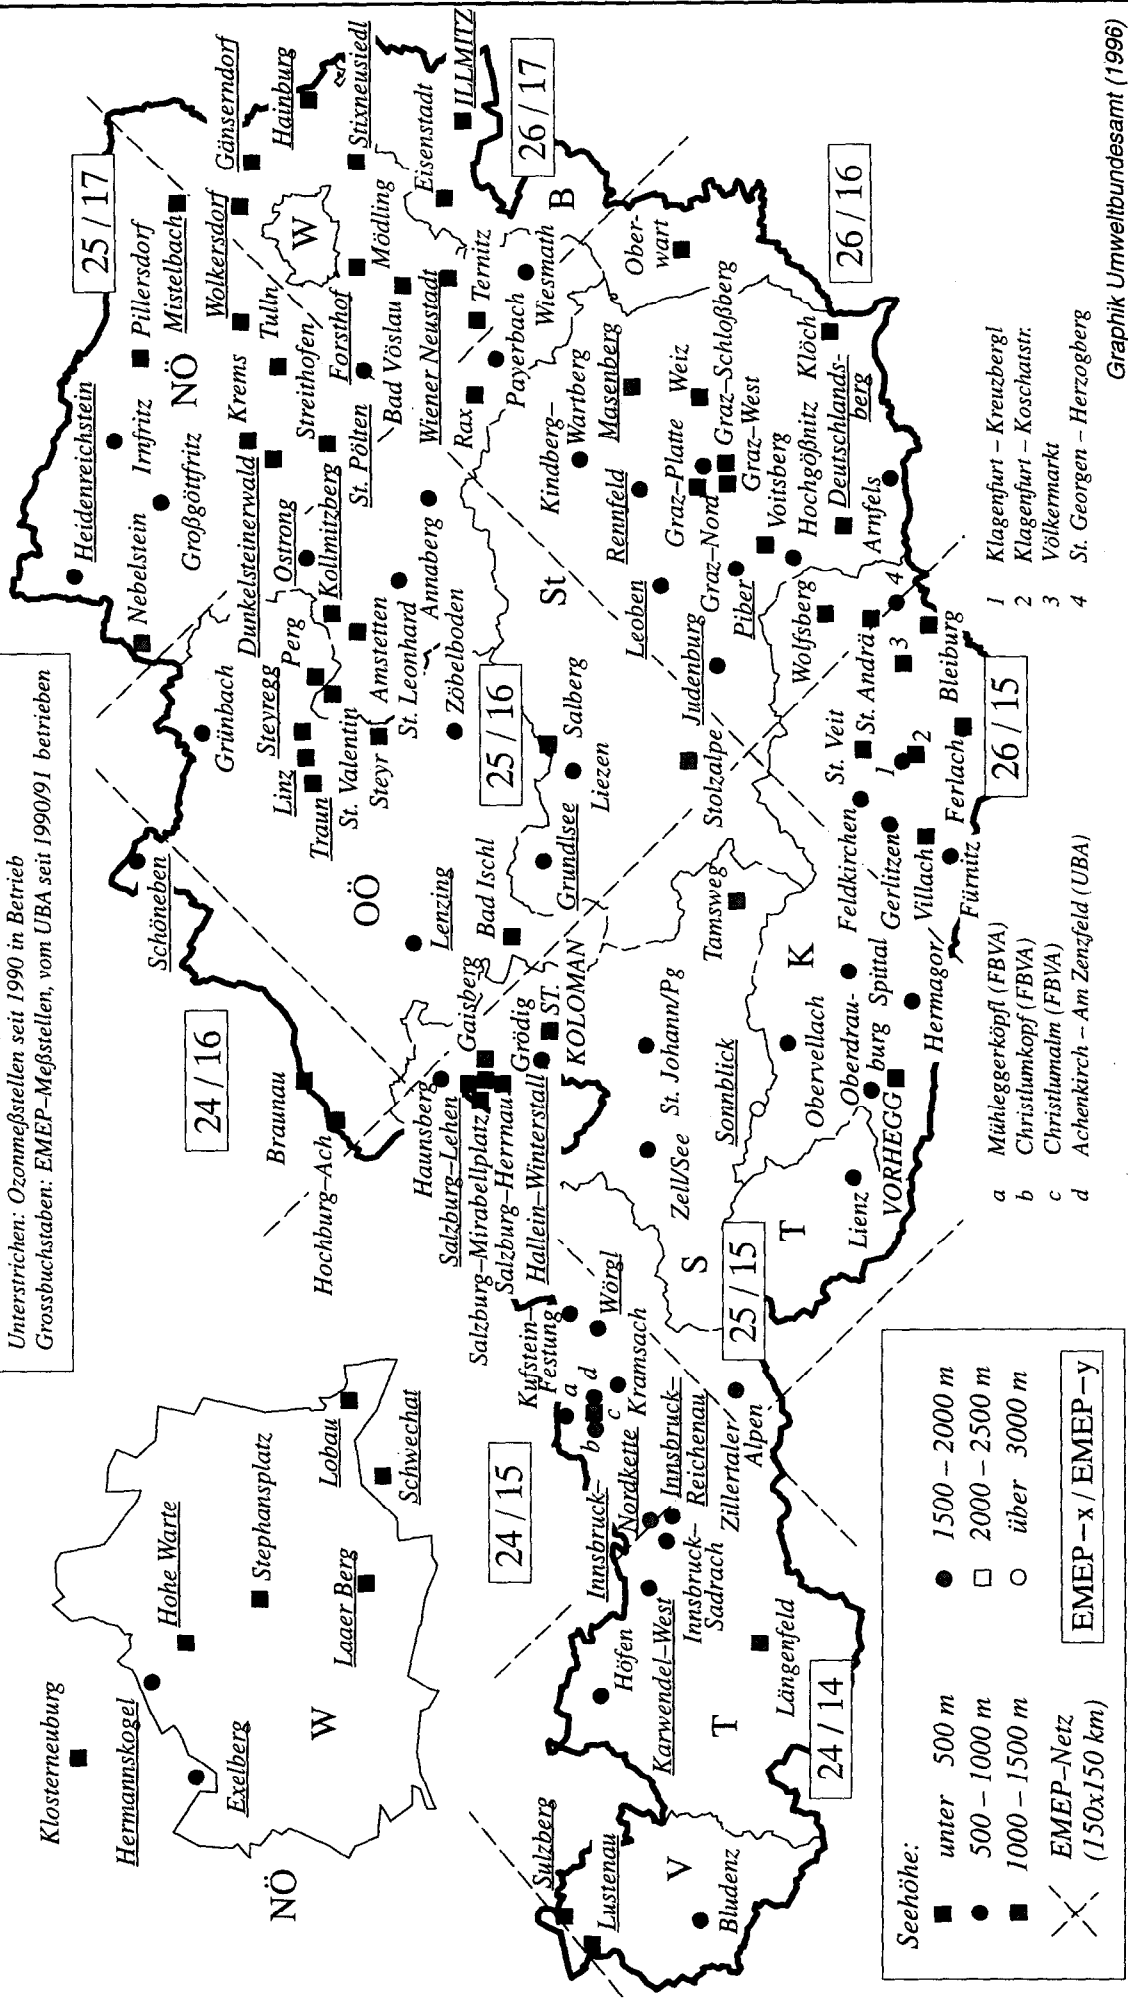 Unterstrichen: Ozonmeßstellen seit 1990 in Betrieb
Grossbuchstaben: EMEP–Meßstellen, vom UBA seit 1990/91 betrieben
Klosterneuburg
Hermannskogel
Hohe Warte
Exelberg
Stephansplatz
Lobau
Laaer Berg
Schwechat
W
NÖ
25 / 17
Heidenreichstein
Nebelstein
Irnfritz
Pillersdorf
Mistelbach
NÖ
Großgöttfritz
Wolkersdorf
Gänserndorf
Hainburg
Krems
Tulln
W
Stixneusiedl
Dunkelsteinerwald
Streithofen
Forsthof
Mödling
Ostrong
Kollmitzberg
St. Pölten
Bad Vöslau
Eisenstadt
ILLMITZ
Wiener Neustadt
Ternitz
26 / 17
B
Schöneben
Grünbach
Steyregg
Perg
Linz
Traun
St. Valentin
Amstetten
Steyr
St. Leonhard
Annaberg
Zöbelboden
Rax
Payerbach
Wiesmath
OÖ
24 / 16
Braunau
Hochburg–Ach
Lenzing
Bad Ischl
25 / 16
Grundlsee
Salberg
Liezen
St
Kindberg–
Wartberg
Masenberg
Ober–
wart
Rennfeld
Leoben
Graz–Platte
Weiz
Graz–Nord
Graz–Schloßberg
Graz–West
Judenburg
Piber
Voitsberg
Hochgößnitz
Klöch
26 / 16
Deutschlands–
berg
Arnfels
Stolzalpe
Haunsberg
Gaisberg
Salzburg–Lehen
Salzburg–Mirabellplatz
Salzburg–Herrnau
Grödig
Hallein–Winterstall
ST.
KOLOMAN
Tamsweg
St. Johann/Pg
Zell/See
Sonnblick
S
25 / 15
K
Wolfsberg
St. Andrä
St. Veit
4
3
Bleiburg
1
2
Ferlach
26 / 15
Feldkirchen
Gerlitzen
Villach
Fürnitz
Obervellach
Spittal
Oberdrau–
burg
Hermagor
VORHEGG
Lienz
T
Kufstein–
Festung
Wörgl
a
b
c
d
Kramsach
24 / 15
Innsbruck–
Nordkette
Innsbruck–
Reichenau
Innsbruck–
Sadrach
Zillertaler
Alpen
Höfen
Karwendel–West
T
Längenfeld
24 / 14
Sulzberg
Lustenau
V
Bludenz
Seehöhe:
unter 500 m
500 – 1000 m
1000 – 1500 m
1500 – 2000 m
2000 – 2500 m
über 3000 m
EMEP–Netz
(150x150 km)
EMEP – x / EMEP – y
a Mühleggerköpfl (FBVA)
b Christlumkopf (FBVA)
c Christlumalm (FBVA)
d Achenkirch – Am Zenzfeld (UBA)
1 Klagenfurt – Kreuzbergl
2 Klagenfurt – Koschatstr.
3 Völkermarkt
4 St. Georgen – Herzogberg
Graphik Umweltbundesamt (1996)